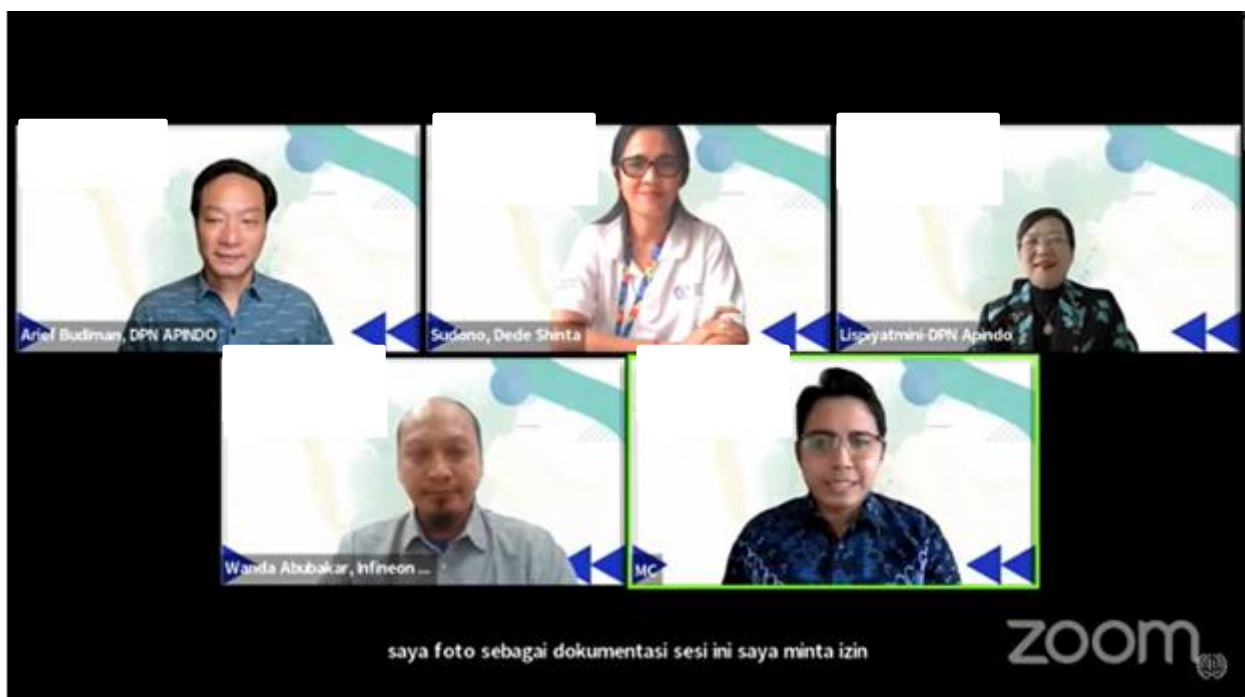 Arief Budiman, DPN APINDO
Sudono, Dede Shinta
Lispiyatmini-DPN Apindo
Wanda Abubakar, Infineon ...
MC
saya foto sebagai dokumentasi sesi ini saya minta izin
zoom